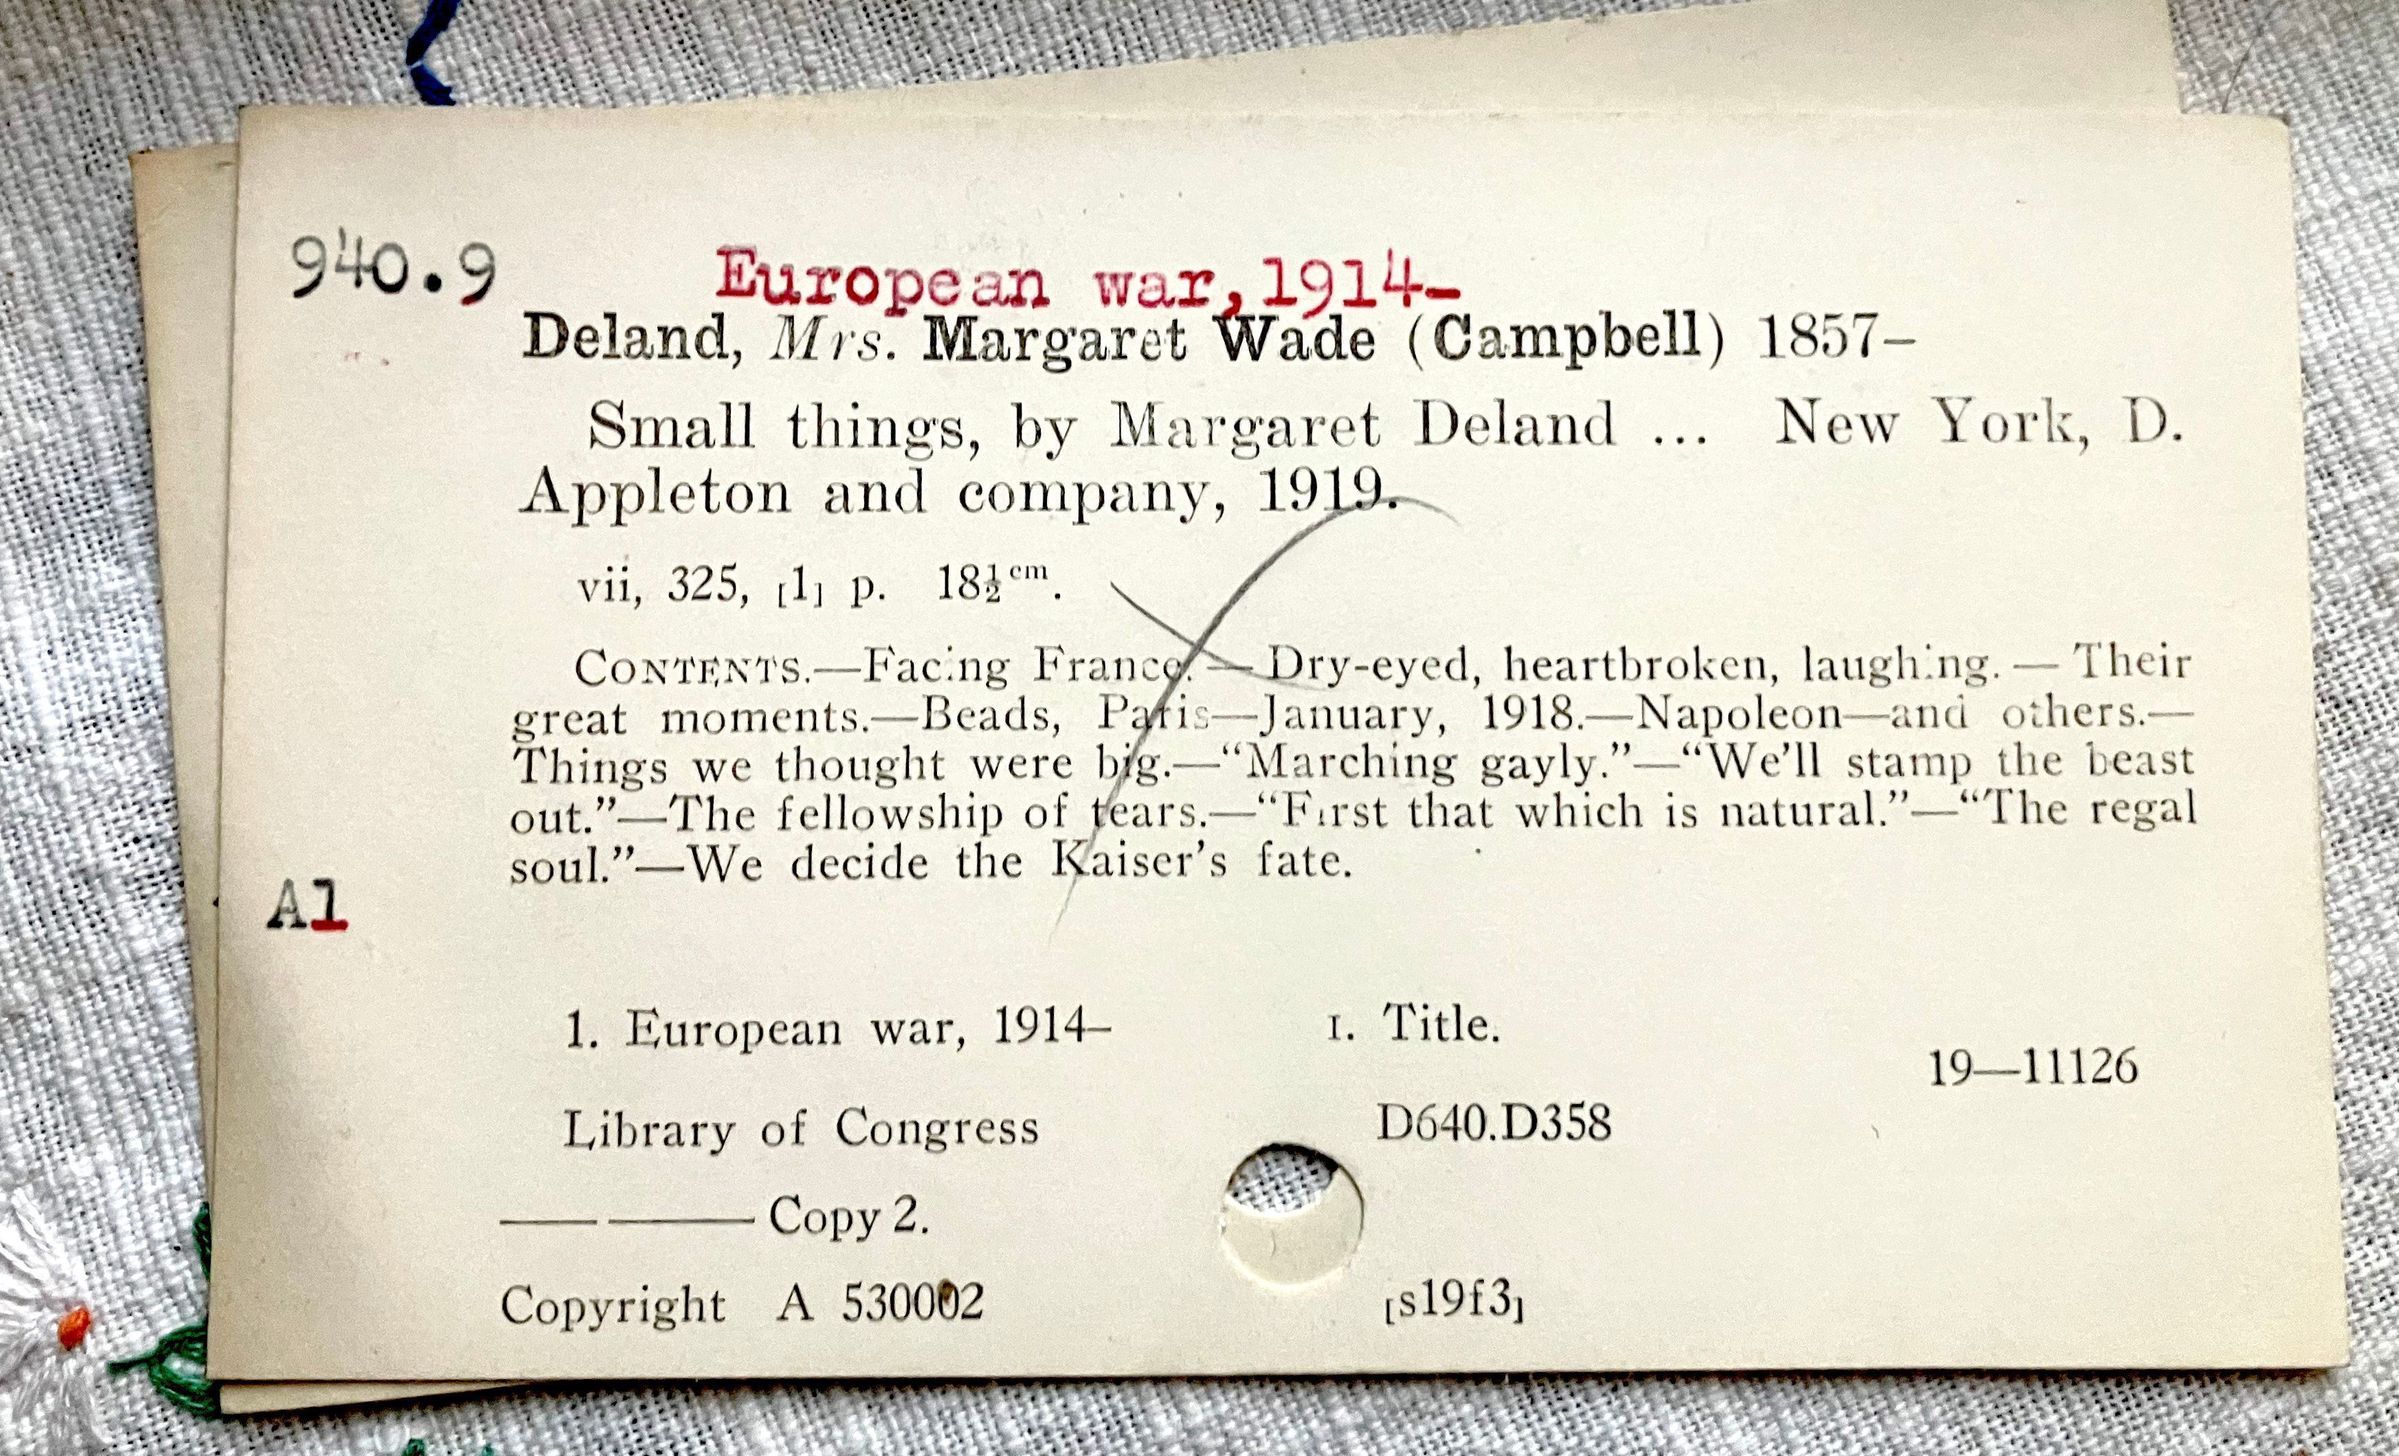 940.9 European war,1914-
Deland, Mrs. Margaret Wade (Campbell) 1857–
Small things, by Margaret Deland ... New York, D.
Appleton and company, 1919.
vii, 325, [1] p. 18½ cm.
CONTENTS.—Facing France.—Dry-eyed, heartbroken, laughing.—Their
great moments.—Beads, Paris—January, 1918.—Napoleon—and others.—
Things we thought were big.—“Marching gayly.”—“We’ll stamp the beast
out.”—The fellowship of tears.—“First that which is natural.”—“The regal
soul.”—We decide the Kaiser’s fate.
A1
1. European war, 1914– I. Title.
19—11126
Library of Congress D640.D358
—— ——— Copy 2.
Copyright A 530002 [s19f3]